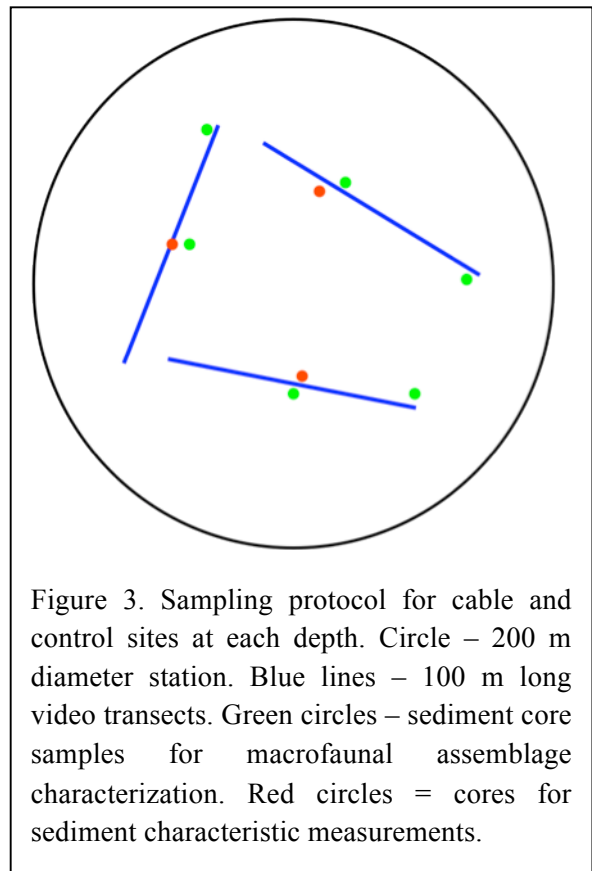 Figure 3. Sampling protocol for cable and
control sites at each depth. Circle – 200 m
diameter station. Blue lines – 100 m long
video transects. Green circles – sediment core
samples for macrofaunal assemblage
characterization. Red circles = cores for
sediment characteristic measurements.